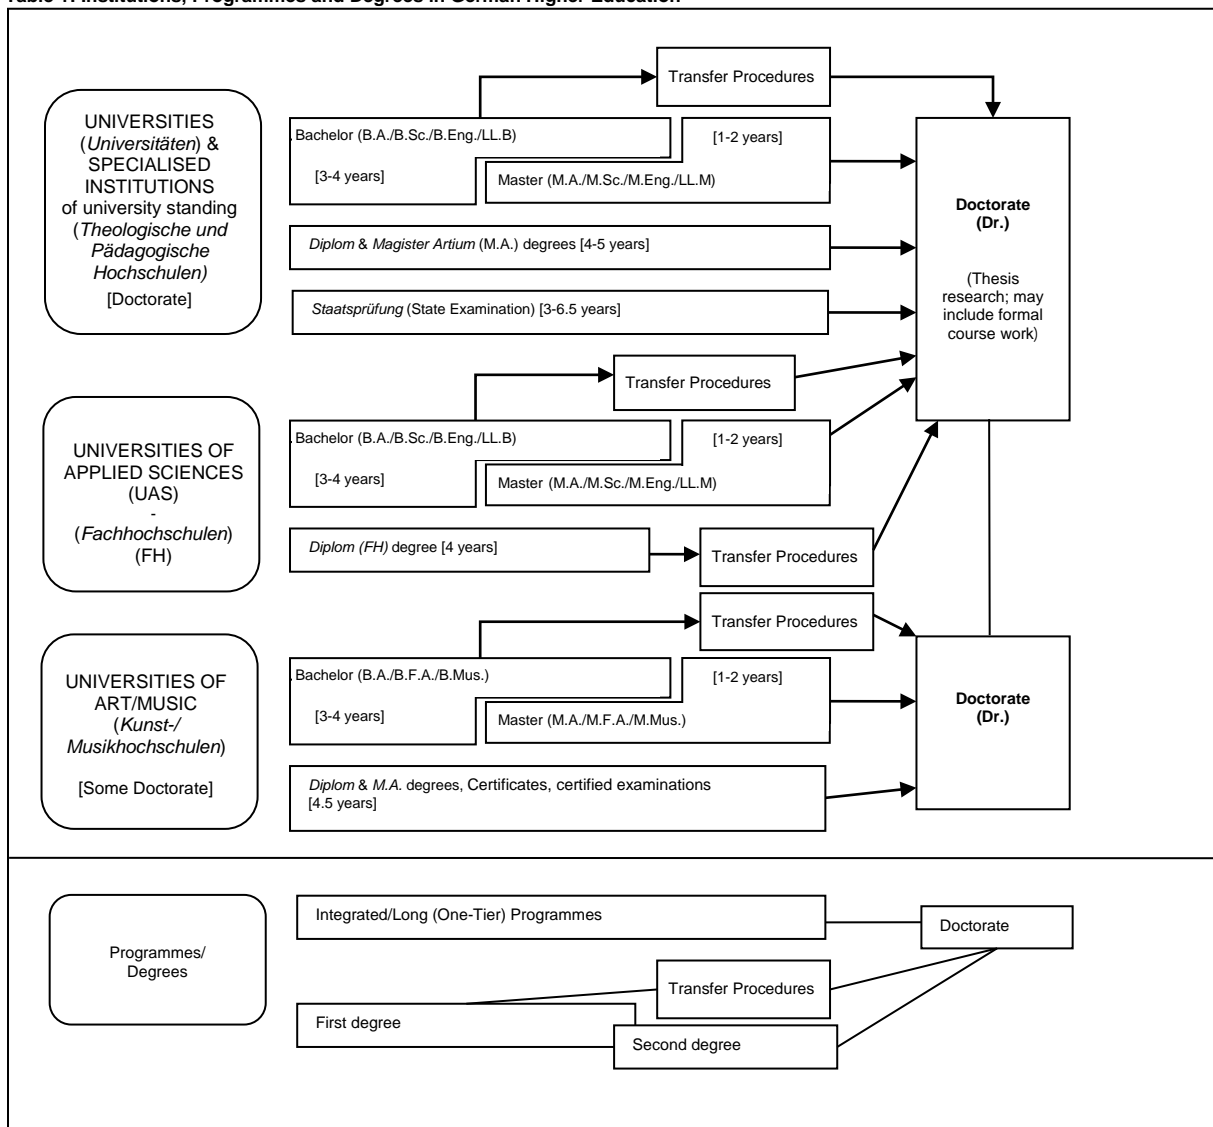 Table 1: Institutions, Programmes and Degrees in German Higher Education
Transfer Procedures
UNIVERSITIES
(Universitäten) &
SPECIALISED
INSTITUTIONS
of university standing
(Theologische und
Pädagogische
Hochschulen)
[Doctorate]
Bachelor (B.A./B.Sc./B.Eng./LL.B)
[3-4 years]
[1-2 years]
Master (M.A./M.Sc./M.Eng./LL.M)
Diplom & Magister Artium (M.A.) degrees [4-5 years]
Staatsprüfung (State Examination) [3-6.5 years]
Doctorate
(Dr.)
(Thesis
research; may
include formal
course work)
Transfer Procedures
UNIVERSITIES OF
APPLIED SCIENCES
(UAS)
-
(Fachhochschulen)
(FH)
Bachelor (B.A./B.Sc./B.Eng./LL.B)
[3-4 years]
[1-2 years]
Master (M.A./M.Sc./M.Eng./LL.M)
Diplom (FH) degree [4 years]
Transfer Procedures
Transfer Procedures
UNIVERSITIES OF
ART/MUSIC
(Kunst-/
Musikhochschulen)
[Some Doctorate]
Bachelor (B.A./B.F.A./B.Mus.)
[3-4 years]
[1-2 years]
Master (M.A./M.F.A./M.Mus.)
Diplom & M.A. degrees, Certificates, certified examinations
[4.5 years]
Doctorate
(Dr.)
Programmes/
Degrees
Integrated/Long (One-Tier) Programmes
Doctorate
Transfer Procedures
First degree
Second degree